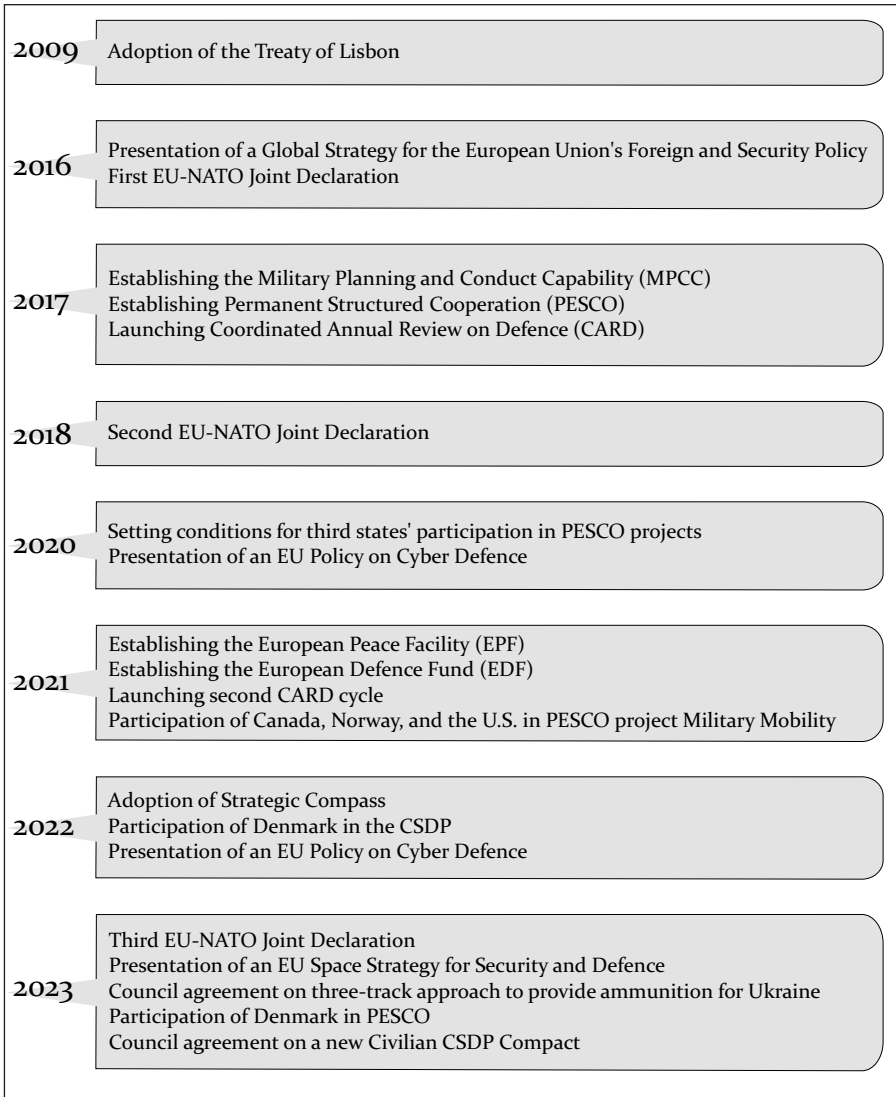 2009
Adoption of the Treaty of Lisbon
2016
Presentation of a Global Strategy for the European Union's Foreign and Security Policy
First EU-NATO Joint Declaration
2017
Establishing the Military Planning and Conduct Capability (MPCC)
Establishing Permanent Structured Cooperation (PESCO)
Launching Coordinated Annual Review on Defence (CARD)
2018
Second EU-NATO Joint Declaration
2020
Setting conditions for third states' participation in PESCO projects
Presentation of an EU Policy on Cyber Defence
2021
Establishing the European Peace Facility (EPF)
Establishing the European Defence Fund (EDF)
Launching second CARD cycle
Participation of Canada, Norway, and the U.S. in PESCO project Military Mobility
2022
Adoption of Strategic Compass
Participation of Denmark in the CSDP
Presentation of an EU Policy on Cyber Defence
2023
Third EU-NATO Joint Declaration
Presentation of an EU Space Strategy for Security and Defence
Council agreement on three-track approach to provide ammunition for Ukraine
Participation of Denmark in PESCO
Council agreement on a new Civilian CSDP Compact